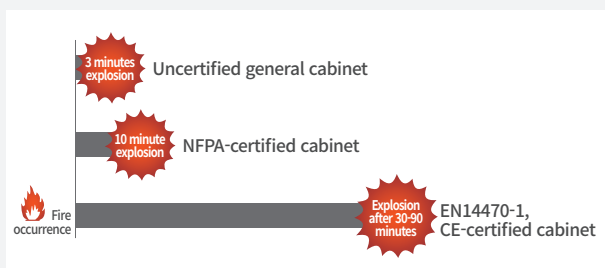 3 minutes
explosion
Uncertified general cabinet
10 minute
explosion
NFPA-certified cabinet
Fire
occurrence
Explosion
after 30-90
minutes
EN14470-1,
CE-certified cabinet